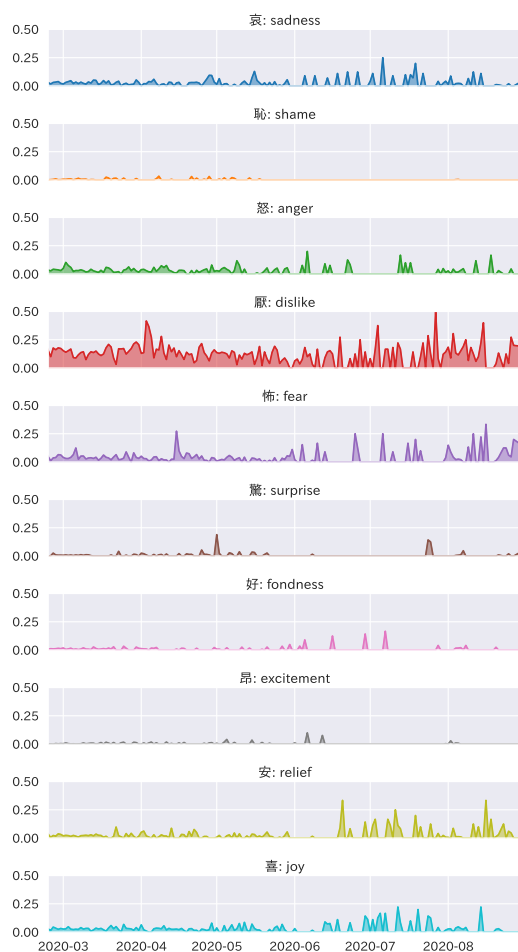 哀: sadness
0.50
0.25
0.00
恥: shame
0.50
0.25
0.00
怒: anger
0.50
0.25
0.00
厭: dislike
0.50
0.25
0.00
怖: fear
0.50
0.25
0.00
驚: surprise
0.50
0.25
0.00
好: fondness
0.50
0.25
0.00
昂: excitement
0.50
0.25
0.00
安: relief
0.50
0.25
0.00
喜: joy
0.50
0.25
0.00
2020-03 2020-04 2020-05 2020-06 2020-07 2020-08